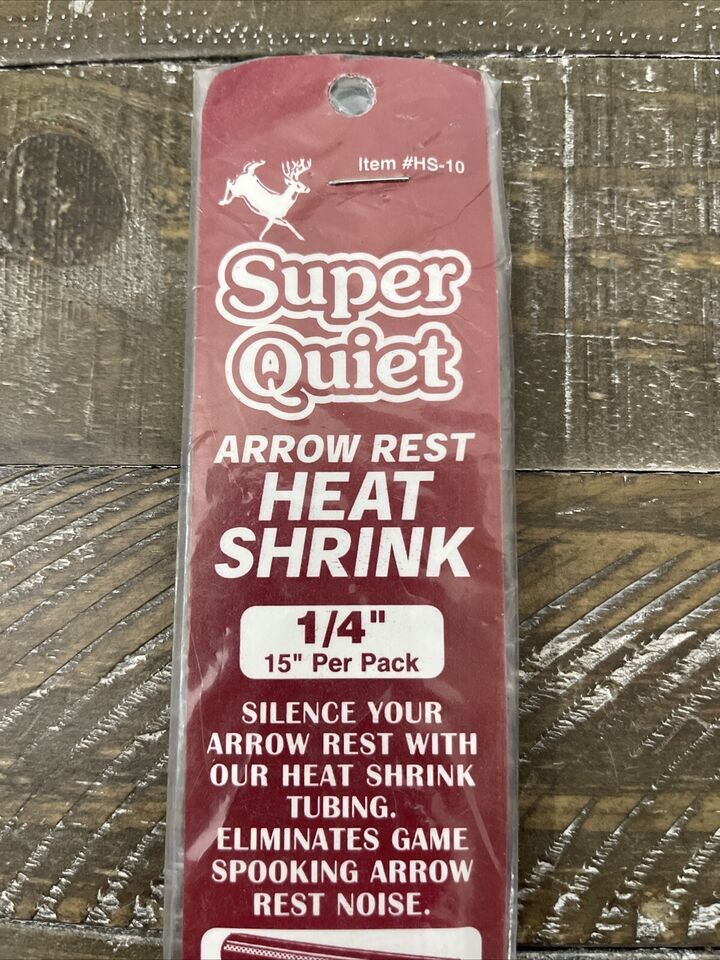 Item #HS-10
Super
Quiet
ARROW REST
HEAT
SHRINK
1/4"
15" Per Pack
SILENCE YOUR
ARROW REST WITH
OUR HEAT SHRINK
TUBING.
ELIMINATES GAME
SPOOKING ARROW
REST NOISE.